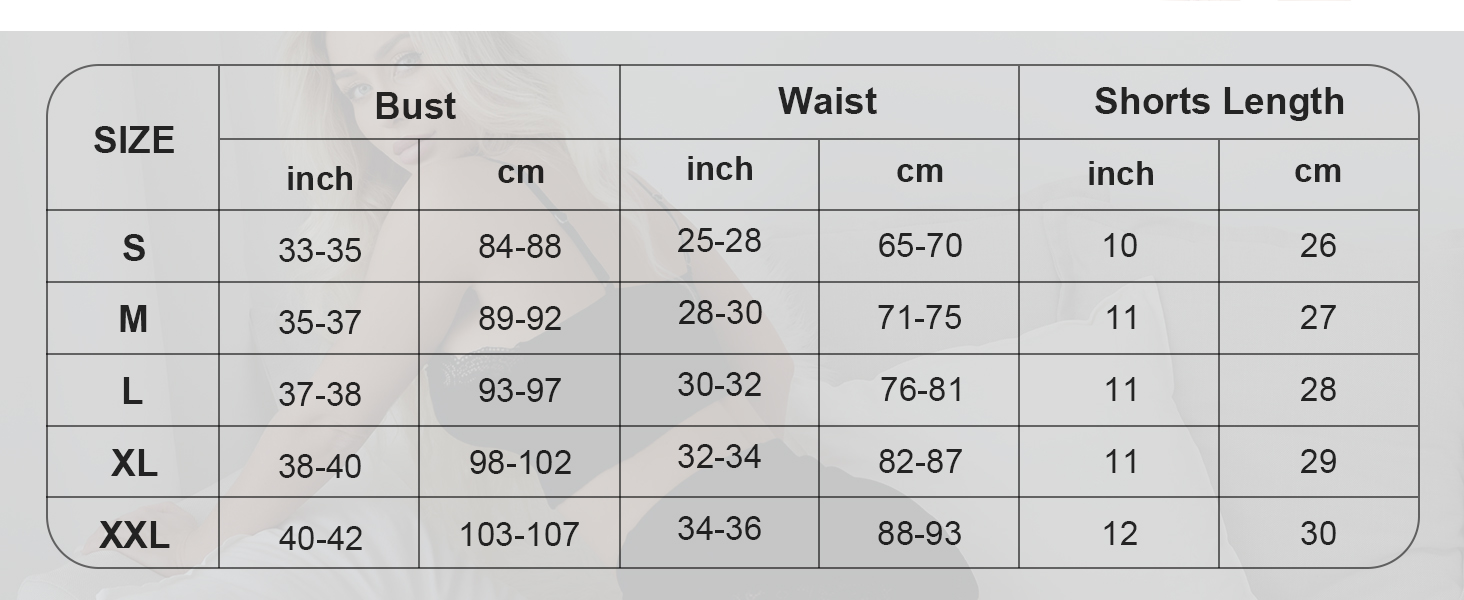 SIZE Bust Waist Shorts Length
inch cm inch cm inch cm
S 33-35 84-88 25-28 65-70 10 26
M 35-37 89-92 28-30 71-75 11 27
L 37-38 93-97 30-32 76-81 11 28
XL 38-40 98-102 32-34 82-87 11 29
XXL 40-42 103-107 34-36 88-93 12 30